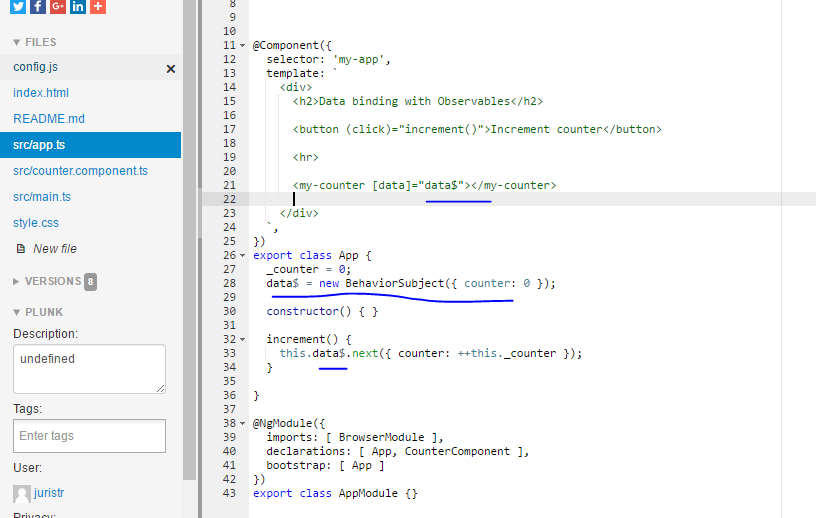 FILES
config.js
index.html
README.md
src/app.ts
src/counter.component.ts
src/main.ts
style.css
New file
VERSIONS 8
PLUNK
Description:
undefined
Tags:
Enter tags
User:
juristr
Privacy:
8
9
10
11 @Component({
12 selector: 'my-app',
13 template: `
14 <div>
15 <h2>Data binding with Observables</h2>
16
17 <button (click)="increment()">Increment counter</button>
18
19 <hr>
20
21 <my-counter [data]="data$"></my-counter>
22
23 </div>
24 `,
25 })
26 export class App {
27 _counter = 0;
28 data$ = new BehaviorSubject({ counter: 0 });
29
30 constructor() { }
31
32 increment() {
33 this.data$.next({ counter: ++this._counter });
34 }
35
36 }
37
38 @NgModule({
39 imports: [ BrowserModule ],
40 declarations: [ App, CounterComponent ],
41 bootstrap: [ App ]
42 })
43 export class AppModule {}